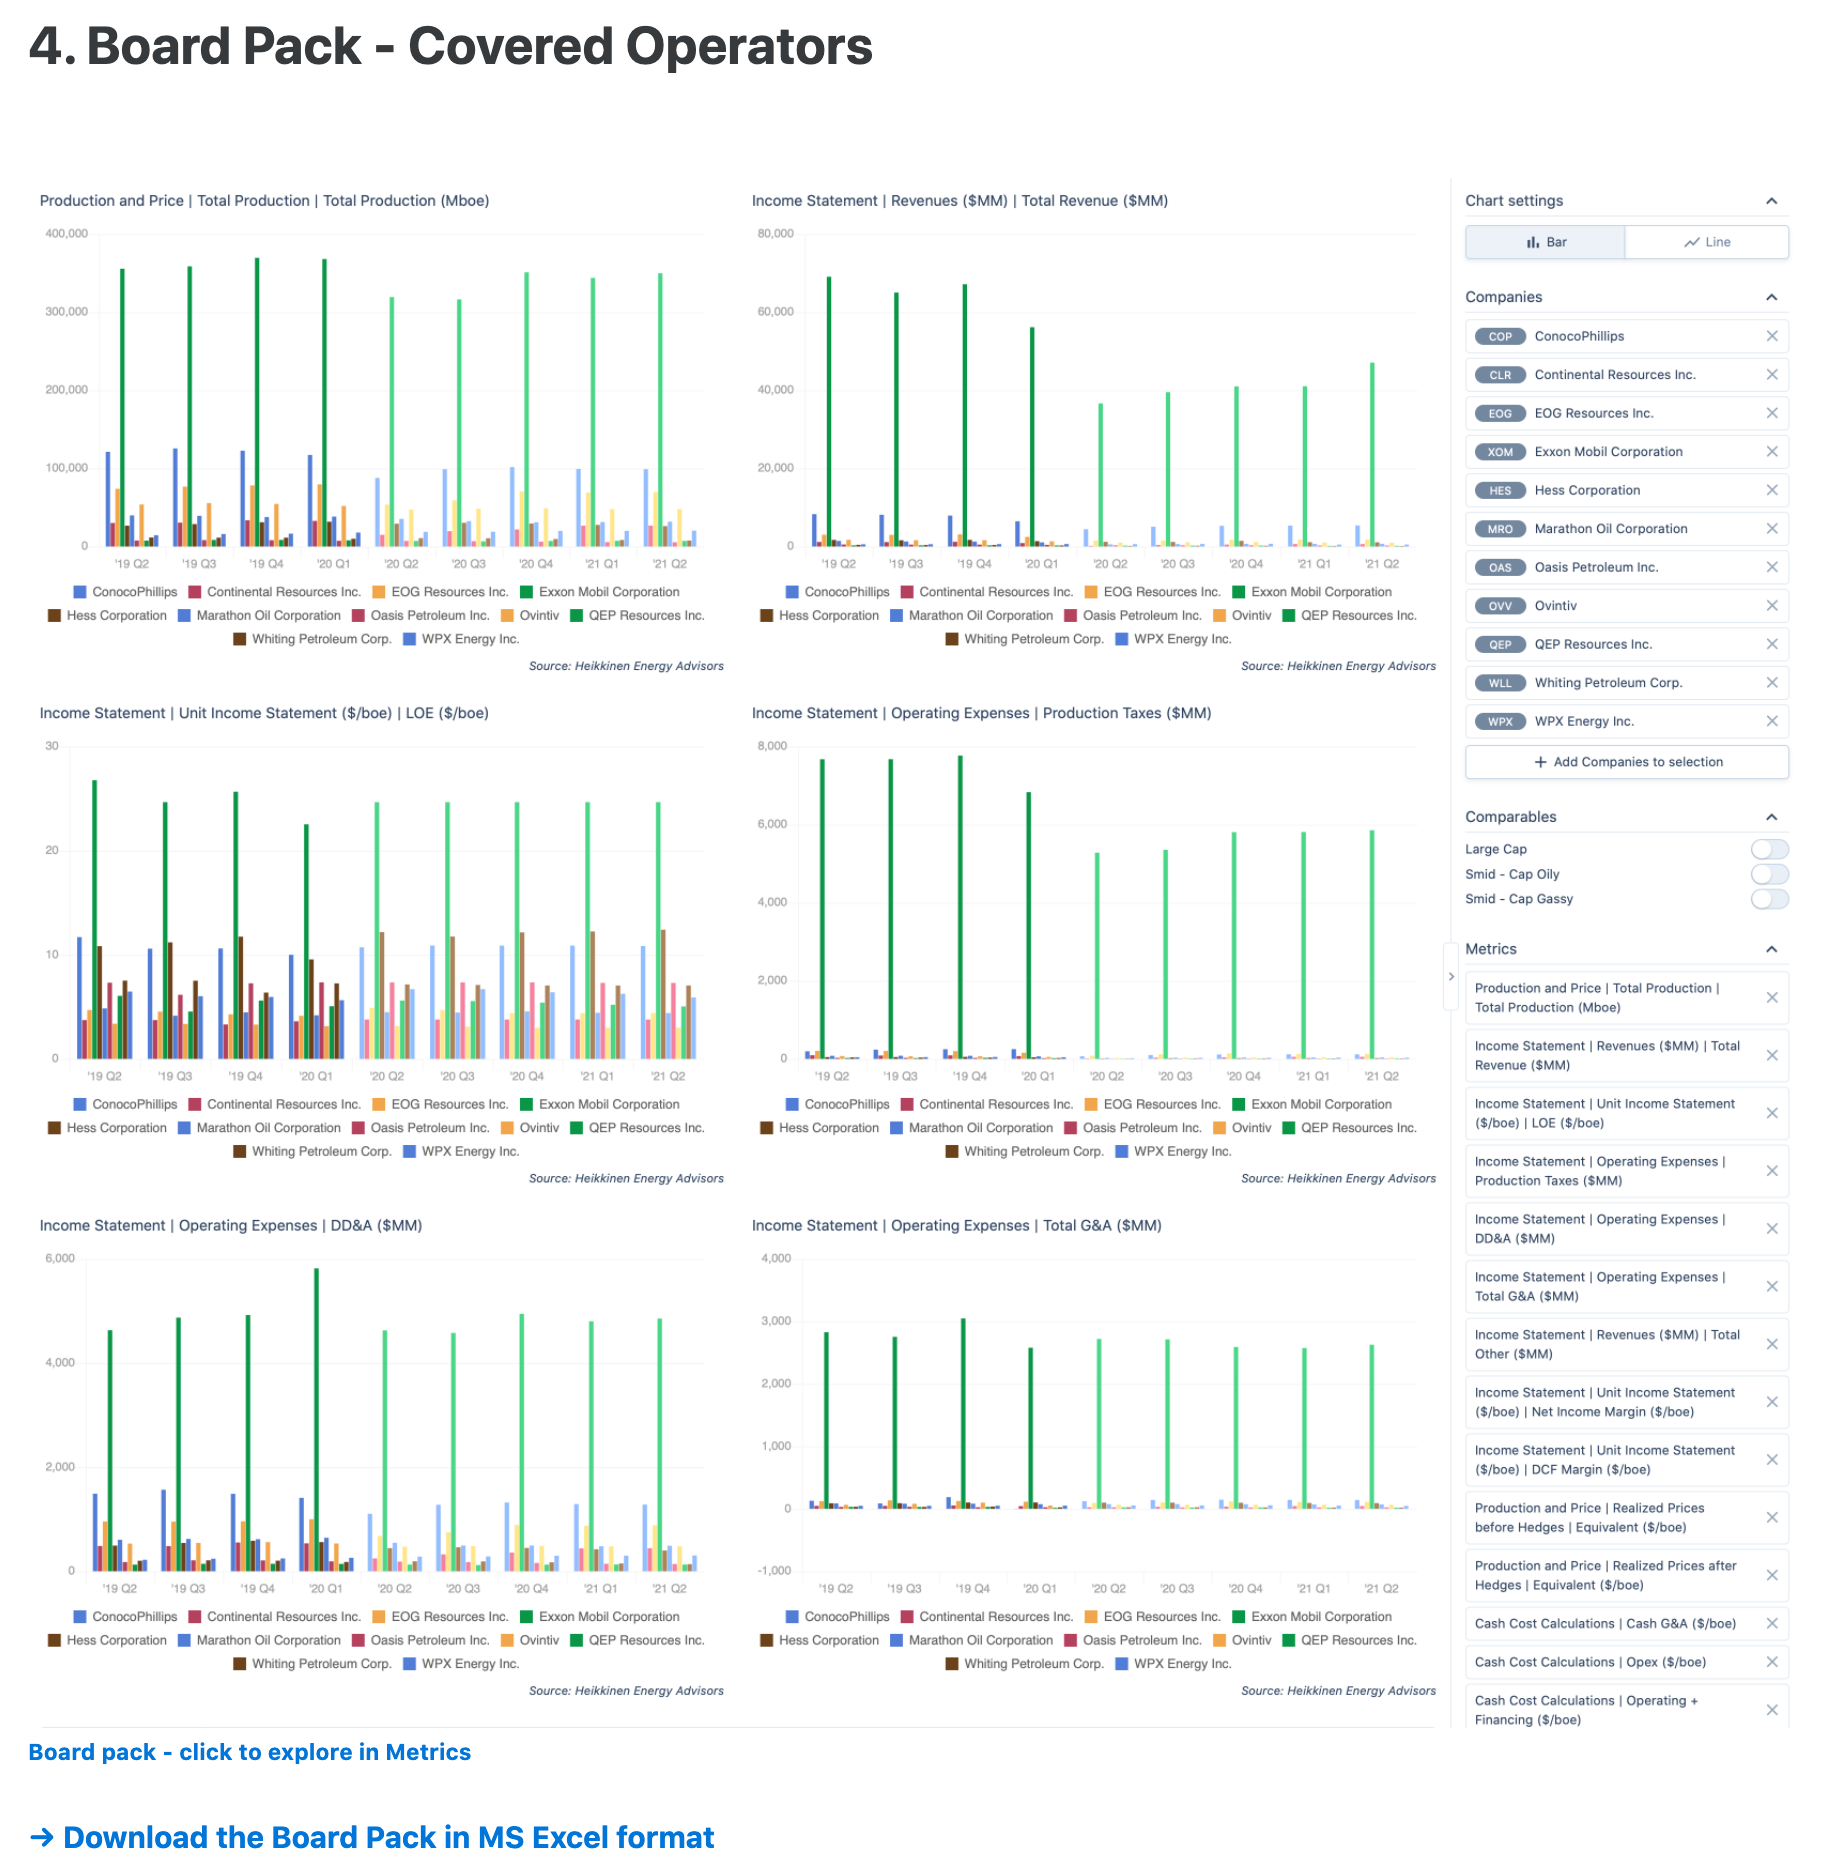 4. Board Pack - Covered Operators
Production and Price | Total Production | Total Production (Mboe)
400,000
300,000
200,000
100,000
0
'19 Q2 '19 Q3 '19 Q4 '20 Q1 '20 Q2 '20 Q3 '20 Q4 '21 Q1 '21 Q2
ConocoPhillips Continental Resources Inc. EOG Resources Inc. Exxon Mobil Corporation
Hess Corporation Marathon Oil Corporation Oasis Petroleum Inc. Ovintiv QEP Resources Inc.
Whiting Petroleum Corp. WPX Energy Inc.
Source: Heikkinen Energy Advisors
Income Statement | Revenues ($MM) | Total Revenue ($MM)
80,000
60,000
40,000
20,000
0
'19 Q2 '19 Q3 '19 Q4 '20 Q1 '20 Q2 '20 Q3 '20 Q4 '21 Q1 '21 Q2
ConocoPhillips Continental Resources Inc. EOG Resources Inc. Exxon Mobil Corporation
Hess Corporation Marathon Oil Corporation Oasis Petroleum Inc. Ovintiv QEP Resources Inc.
Whiting Petroleum Corp. WPX Energy Inc.
Source: Heikkinen Energy Advisors
Income Statement | Unit Income Statement ($/boe) | LOE ($/boe)
30
20
10
0
'19 Q2 '19 Q3 '19 Q4 '20 Q1 '20 Q2 '20 Q3 '20 Q4 '21 Q1 '21 Q2
ConocoPhillips Continental Resources Inc. EOG Resources Inc. Exxon Mobil Corporation
Hess Corporation Marathon Oil Corporation Oasis Petroleum Inc. Ovintiv QEP Resources Inc.
Whiting Petroleum Corp. WPX Energy Inc.
Source: Heikkinen Energy Advisors
Income Statement | Operating Expenses | Production Taxes ($MM)
8,000
6,000
4,000
2,000
0
'19 Q2 '19 Q3 '19 Q4 '20 Q1 '20 Q2 '20 Q3 '20 Q4 '21 Q1 '21 Q2
ConocoPhillips Continental Resources Inc. EOG Resources Inc. Exxon Mobil Corporation
Hess Corporation Marathon Oil Corporation Oasis Petroleum Inc. Ovintiv QEP Resources Inc.
Whiting Petroleum Corp. WPX Energy Inc.
Source: Heikkinen Energy Advisors
Income Statement | Operating Expenses | DD&A ($MM)
6,000
4,000
2,000
0
'19 Q2 '19 Q3 '19 Q4 '20 Q1 '20 Q2 '20 Q3 '20 Q4 '21 Q1 '21 Q2
ConocoPhillips Continental Resources Inc. EOG Resources Inc. Exxon Mobil Corporation
Hess Corporation Marathon Oil Corporation Oasis Petroleum Inc. Ovintiv QEP Resources Inc.
Whiting Petroleum Corp. WPX Energy Inc.
Source: Heikkinen Energy Advisors
Income Statement | Operating Expenses | Total G&A ($MM)
4,000
3,000
2,000
1,000
0
-1,000
'19 Q2 '19 Q3 '19 Q4 '20 Q1 '20 Q2 '20 Q3 '20 Q4 '21 Q1 '21 Q2
ConocoPhillips Continental Resources Inc. EOG Resources Inc. Exxon Mobil Corporation
Hess Corporation Marathon Oil Corporation Oasis Petroleum Inc. Ovintiv QEP Resources Inc.
Whiting Petroleum Corp. WPX Energy Inc.
Source: Heikkinen Energy Advisors
Chart settings
Bar Line
Companies
COP ConocoPhillips
CLR Continental Resources Inc.
EOG EOG Resources Inc.
XOM Exxon Mobil Corporation
HES Hess Corporation
MRO Marathon Oil Corporation
OAS Oasis Petroleum Inc.
OVV Ovintiv
QEP QEP Resources Inc.
WLL Whiting Petroleum Corp.
WPX WPX Energy Inc.
+ Add Companies to selection
Comparables
Large Cap
Smid - Cap Oily
Smid - Cap Gassy
Metrics
Production and Price | Total Production |
Total Production (Mboe)
Income Statement | Revenues ($MM) | Total
Revenue ($MM)
Income Statement | Unit Income Statement
($/boe) | LOE ($/boe)
Income Statement | Operating Expenses |
Production Taxes ($MM)
Income Statement | Operating Expenses |
DD&A ($MM)
Income Statement | Operating Expenses |
Total G&A ($MM)
Income Statement | Revenues ($MM) | Total
Other ($MM)
Income Statement | Unit Income Statement
($/boe) | Net Income Margin ($/boe)
Income Statement | Unit Income Statement
($/boe) | DCF Margin ($/boe)
Production and Price | Realized Prices
before Hedges | Equivalent ($/boe)
Production and Price | Realized Prices after
Hedges | Equivalent ($/boe)
Cash Cost Calculations | Cash G&A ($/boe)
Cash Cost Calculations | Opex ($/boe)
Cash Cost Calculations | Operating +
Financing ($/boe)
Board pack - click to explore in Metrics
→ Download the Board Pack in MS Excel format